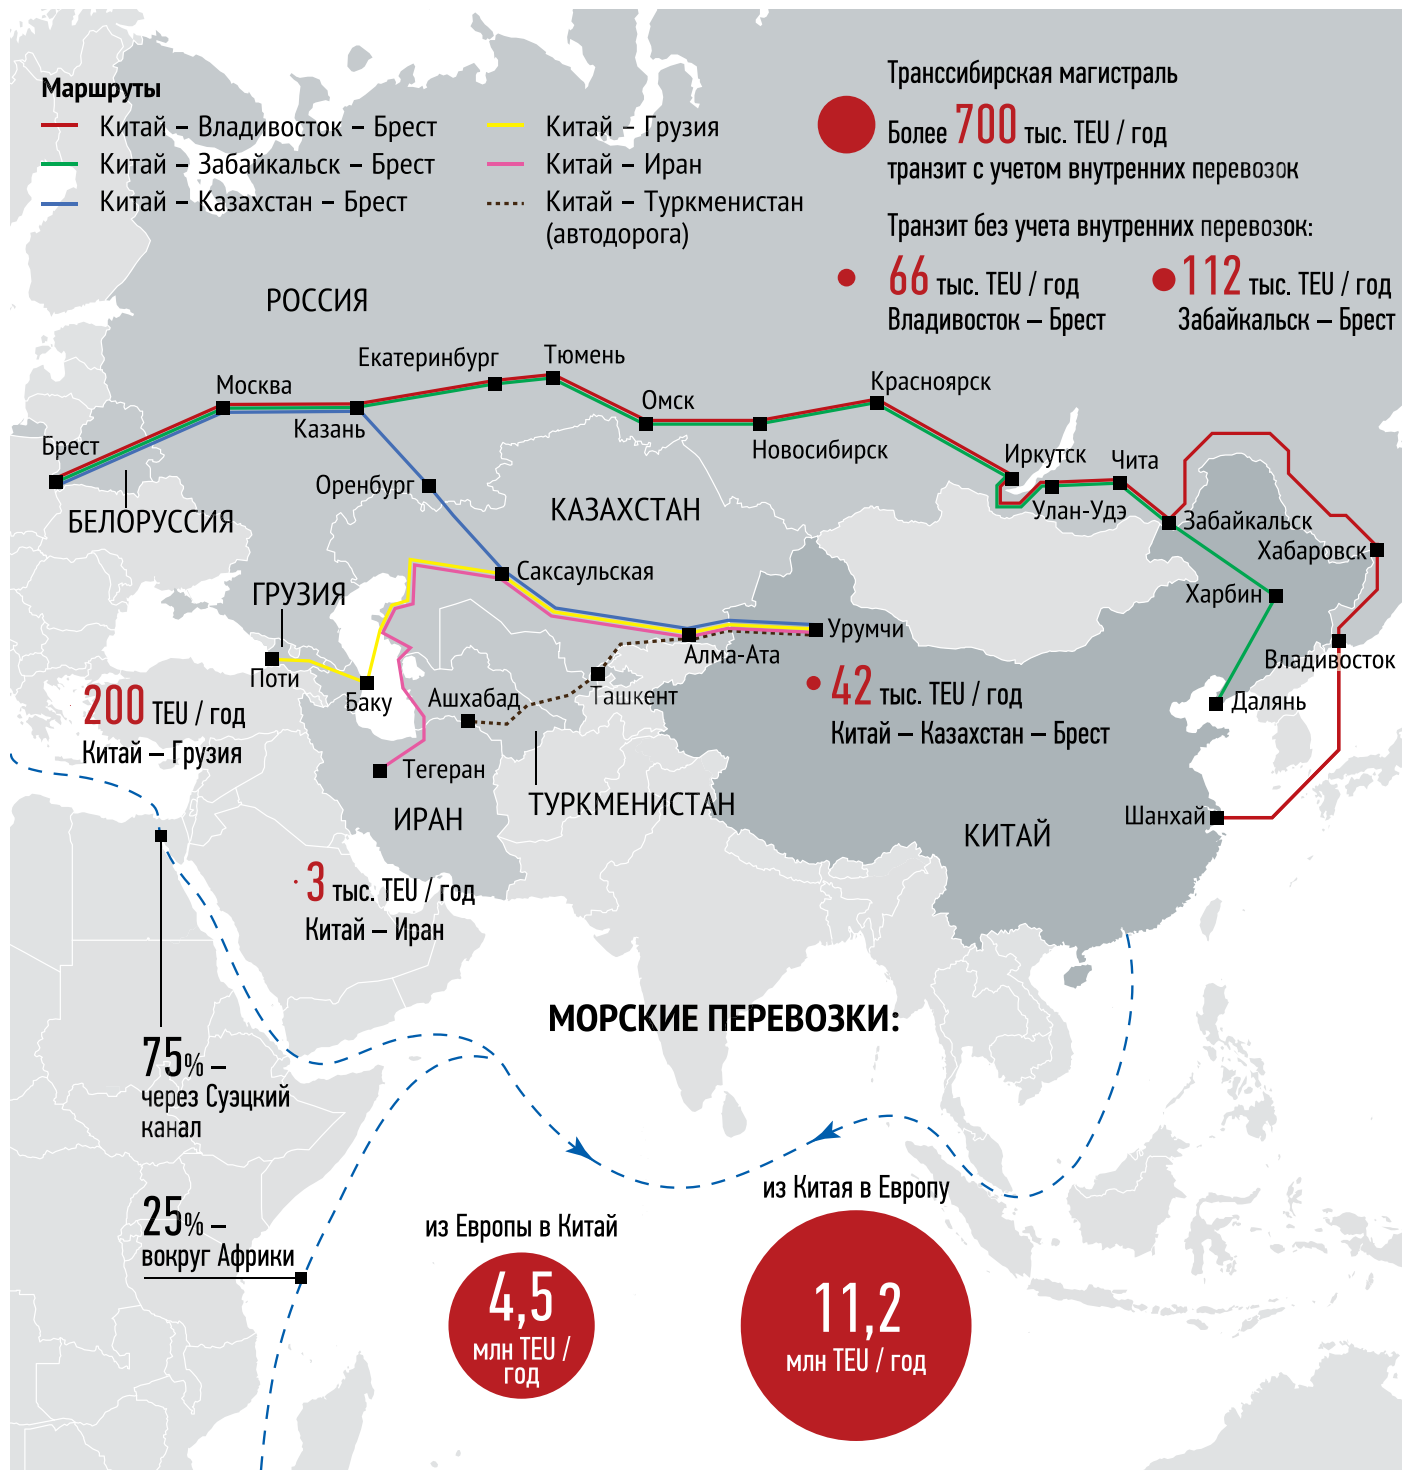 Маршруты
Китай – Владивосток – Брест
Китай – Забайкальск – Брест
Китай – Казахстан – Брест
Китай – Грузия
Китай – Иран
Китай – Туркменистан
(автодорога)
Транссибирская магистраль
Более 700 тыс. TEU / год
транзит с учетом внутренних перевозок
Транзит без учета внутренних перевозок:
66 тыс. TEU / год
Владивосток – Брест
112 тыс. TEU / год
Забайкальск – Брест
РОССИЯ
Екатеринбург
Тюмень
Москва
Казань
Омск
Новосибирск
Красноярск
Брест
Оренбург
Иркутск
Чита
Улан-Удэ
Забайкальск
Хабаровск
БЕЛОРУССИЯ
КАЗАХСТАН
Саксаульская
ГРУЗИЯ
Харбин
Урумчи
Алма-Ата
Владивосток
Поти
Баку
Ашхабад
Ташкент
Далянь
200 TEU / год
Китай – Грузия
42 тыс. TEU / год
Китай – Казахстан – Брест
Тегеран
ТУРКМЕНИСТАН
ИРАН
Шанхай
КИТАЙ
3 тыс. TEU / год
Китай – Иран
МОРСКИЕ ПЕРЕВОЗКИ:
75% –
через Суэцкий
канал
25% –
вокруг Африки
из Европы в Китай
4,5
млн TEU /
год
из Китая в Европу
11,2
млн TEU / год